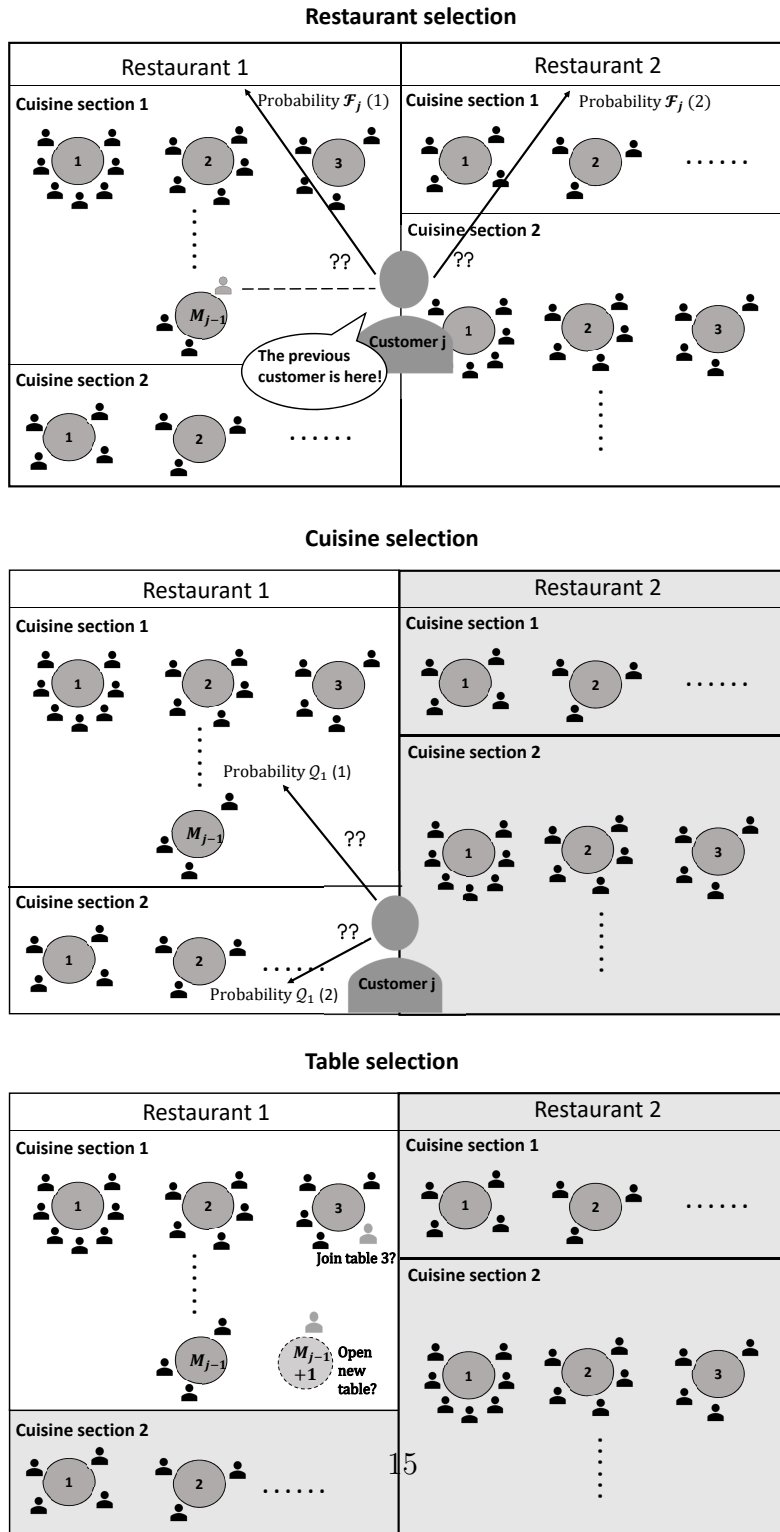 Restaurant selection
Restaurant 1
Restaurant 2
Cuisine section 1
Probability 𝓕ⱼ (1)
1
2
3
??
M_{j−1}
The previous
customer is here!
Cuisine section 2
1
2
......
Cuisine section 1
Probability 𝓕ⱼ (2)
1
2
......
Cuisine section 2
??
Customer j
1
2
3
Cuisine selection
Restaurant 1
Restaurant 2
Cuisine section 1
1
2
3
Probability 𝒬₁ (1)
M_{j−1}
??
Cuisine section 2
??
1
2
......
Probability 𝒬₁ (2)
Customer j
Cuisine section 1
1
2
......
Cuisine section 2
1
2
3
Table selection
Restaurant 1
Restaurant 2
Cuisine section 1
1
2
3
Join table 3?
M_{j−1}
M_{j−1}
+1
Open
new
table?
Cuisine section 2
1
2
......
Cuisine section 1
1
2
......
Cuisine section 2
1
2
3
15